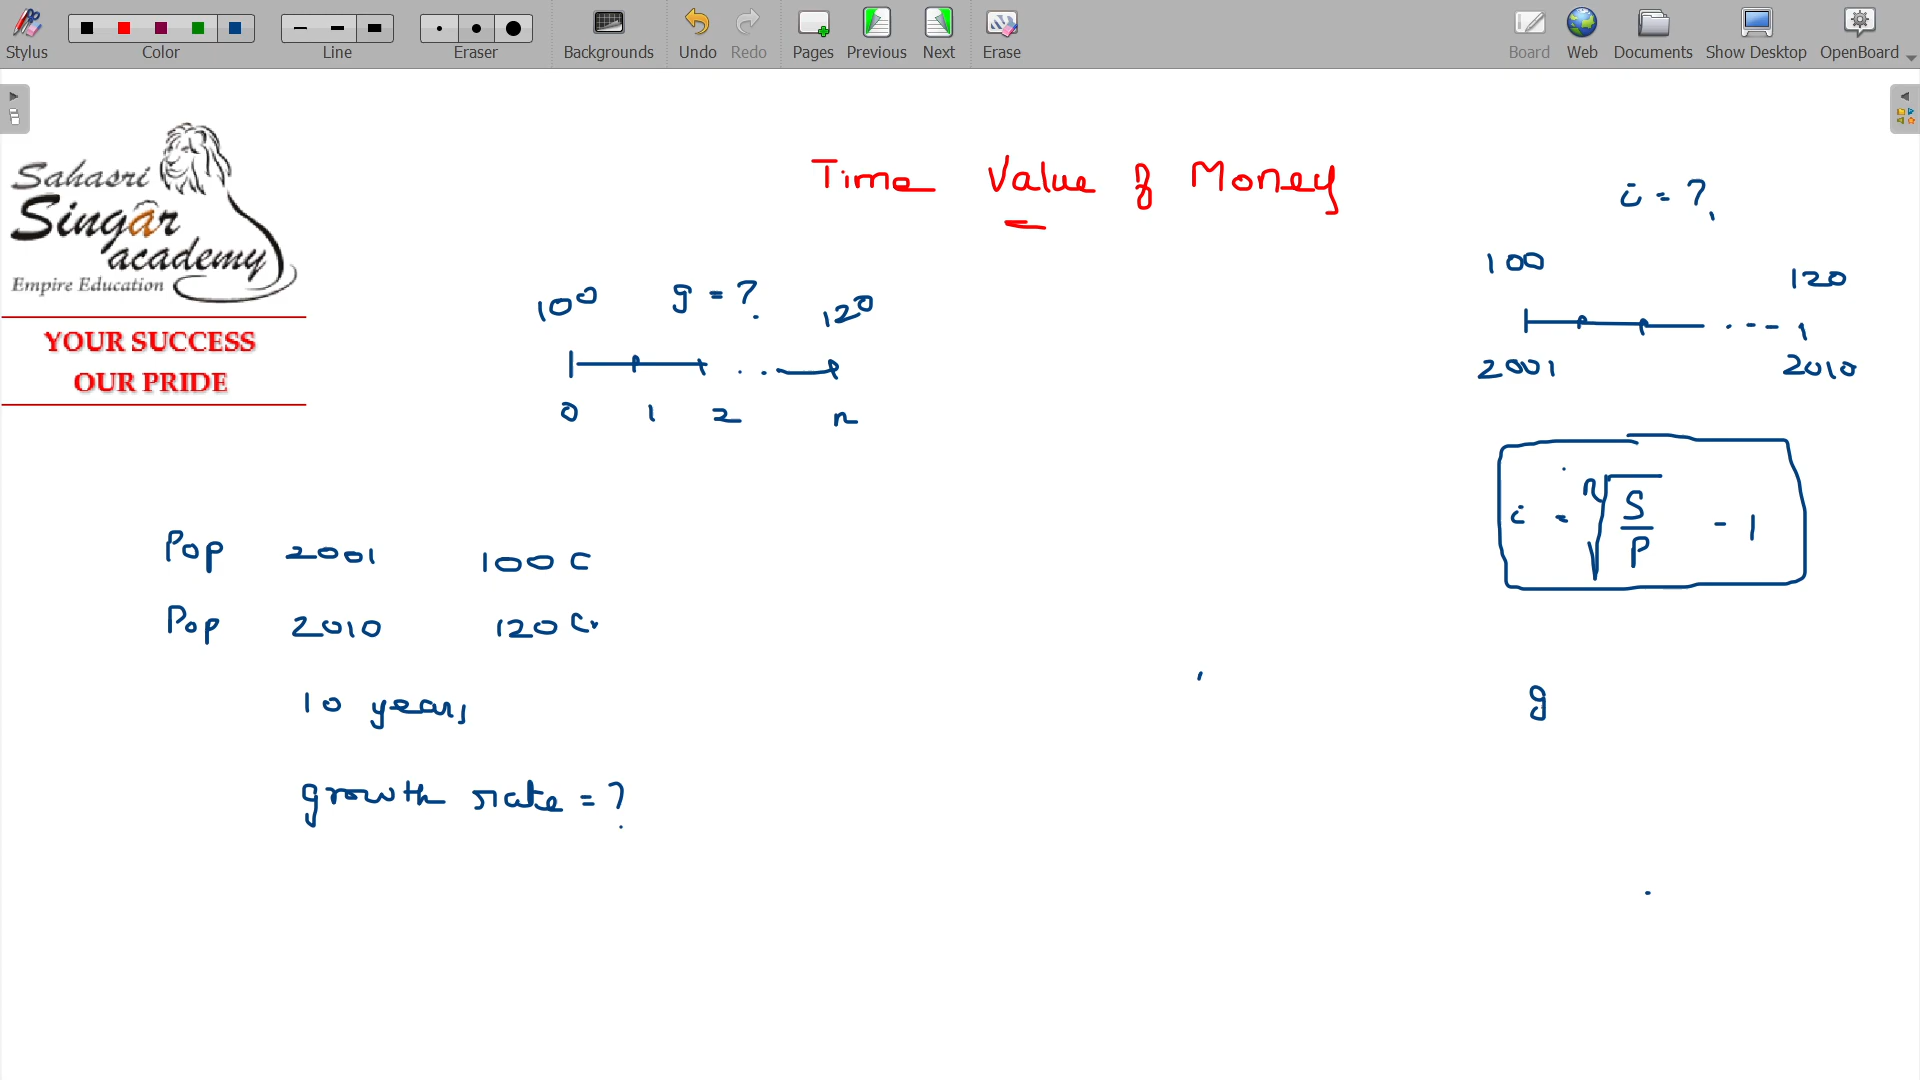 Stylus
Color
Line
Eraser
Backgrounds
Undo
Redo
Pages
Previous
Next
Erase
Board
Web
Documents
Show Desktop
OpenBoard
Sahasri
Singar
academy
Empire Education
YOUR SUCCESS
OUR PRIDE
Time Value of Money
100 g = ? 120
0 1 2 n
Pop 2001 100 C
Pop 2010 120 C
10 years
growth rate = ?
i = ?
100 120
2001 2010
i = n√(S/P) - 1
g